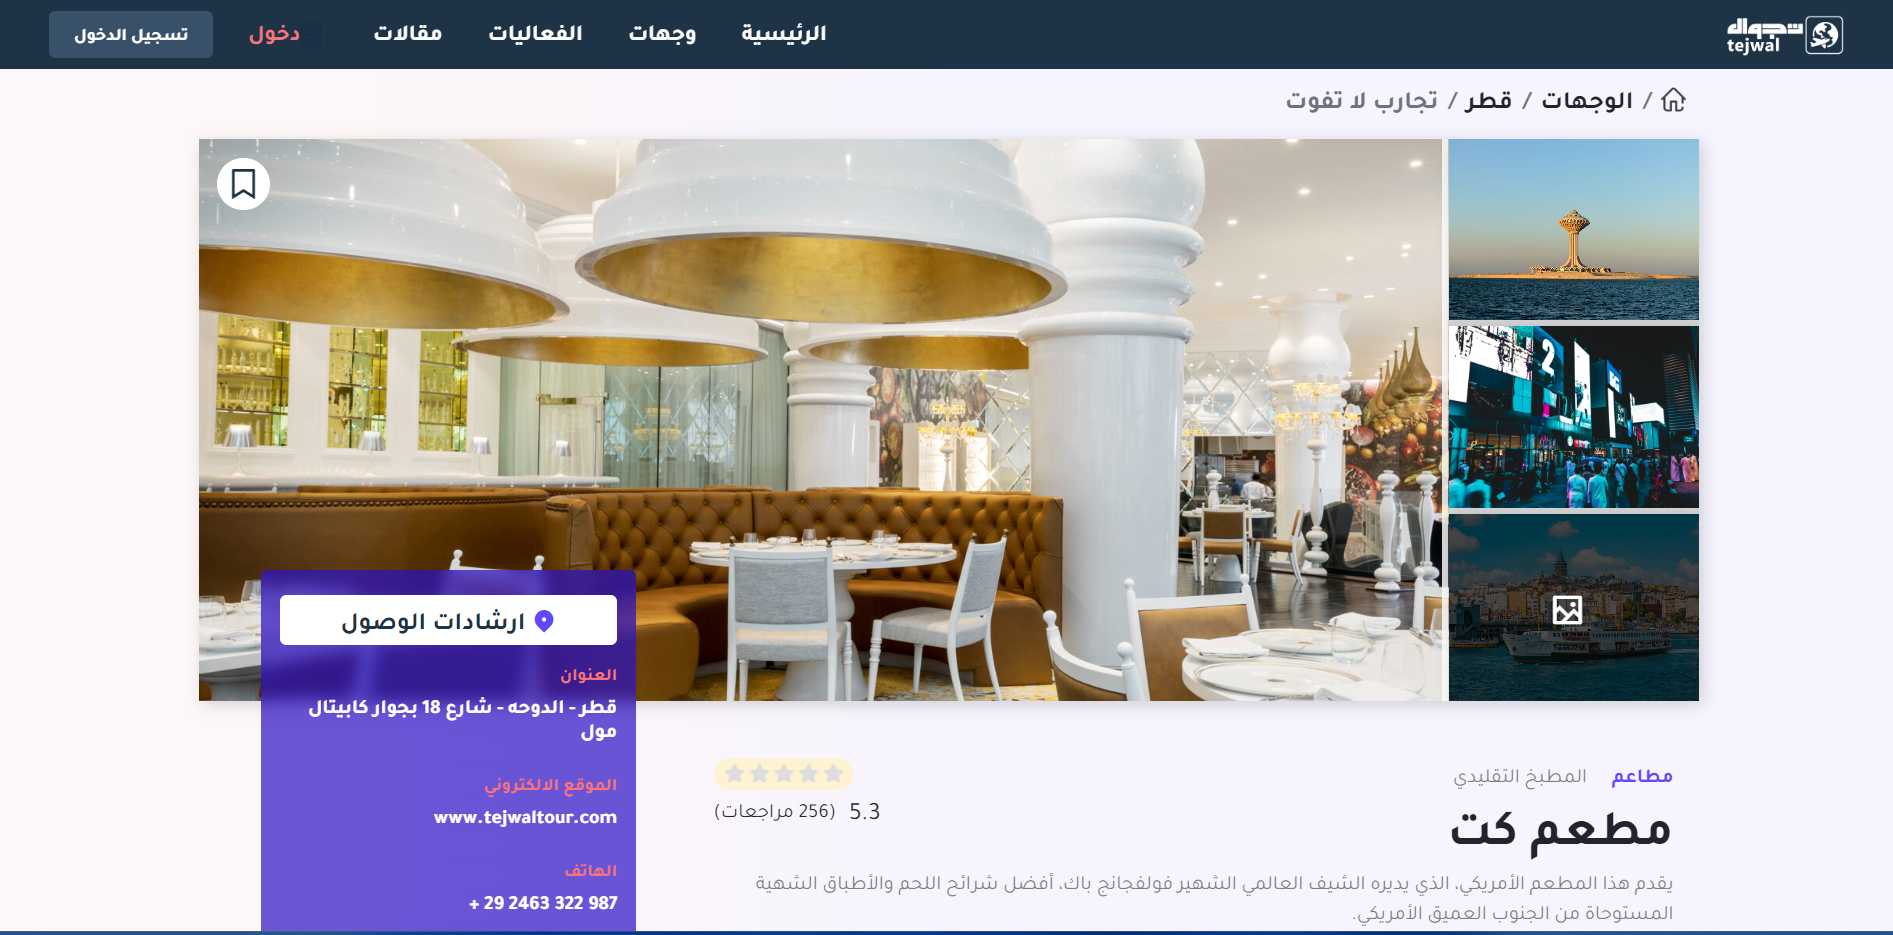 تجوال
tejwal
الرئيسية
وجهات
الفعاليات
مقالات
دخول
تسجيل الدخول
/ الوجهات / قطر / تجارب لا تفوت
2
ارشادات الوصول
العنوان
قطر - الدوحه - شارع 18 بجوار كابيتال
مول
الموقع الالكتروني
www.tejwaltour.com
الهاتف
+ 29 2463 322 987
مطاعم
المطبخ التقليدي
مطعم كت
5.3 (256 مراجعات)
يقدم هذا المطعم الأمريكي، الذي يديره الشيف العالمي الشهير فولفجانج باك، أفضل شرائح اللحم والأطباق الشهية
المستوحاة من الجنوب العميق الأمريكي.